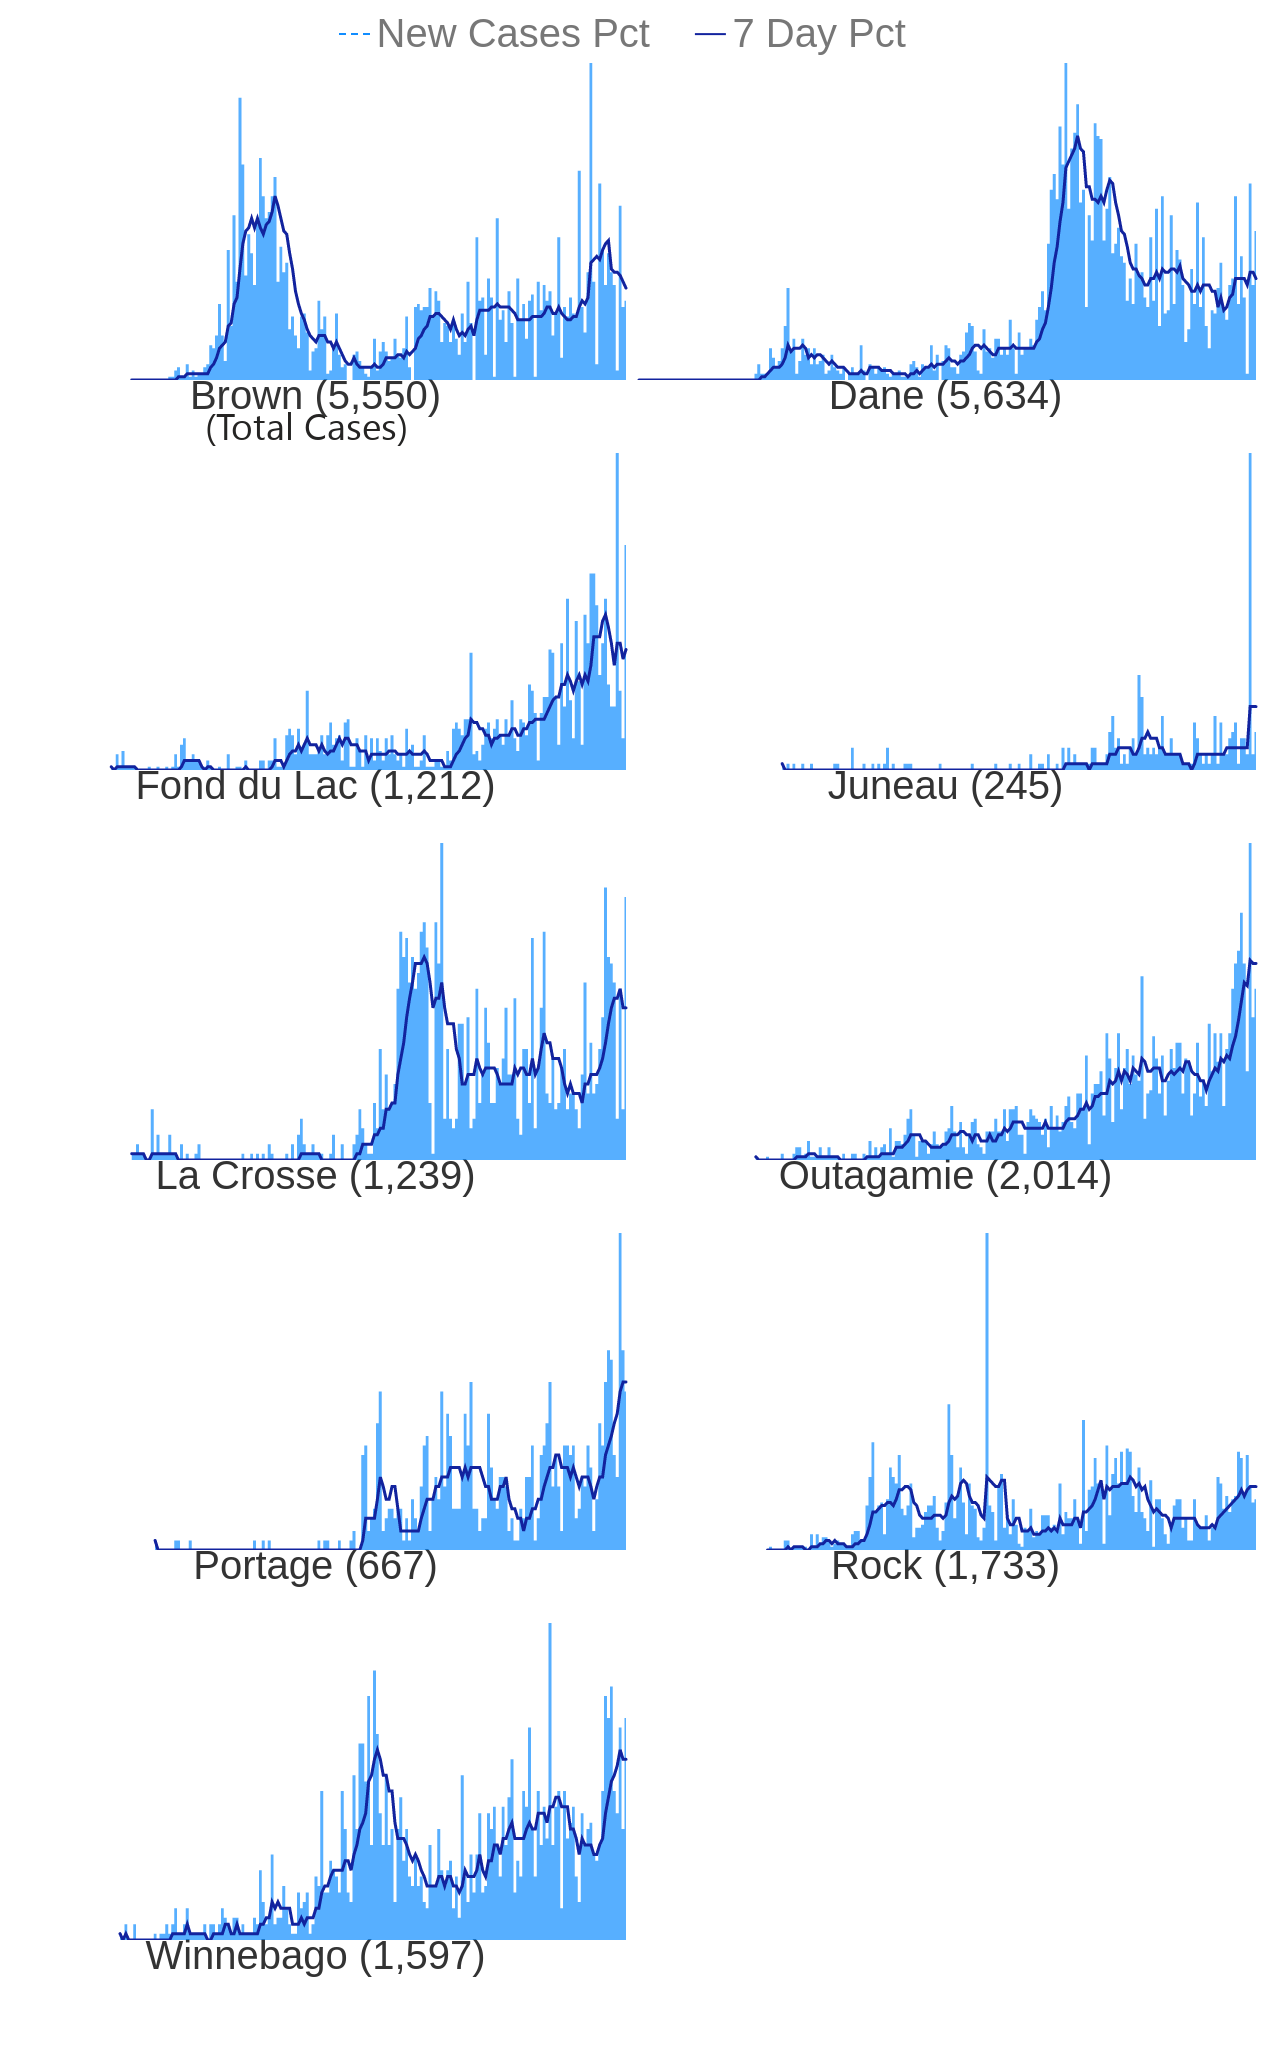 New Cases Pct 7 Day Pct
Brown (5,550) Dane (5,634)
(Total Cases)
Fond du Lac (1,212) Juneau (245)
La Crosse (1,239) Outagamie (2,014)
Portage (667) Rock (1,733)
Winnebago (1,597)